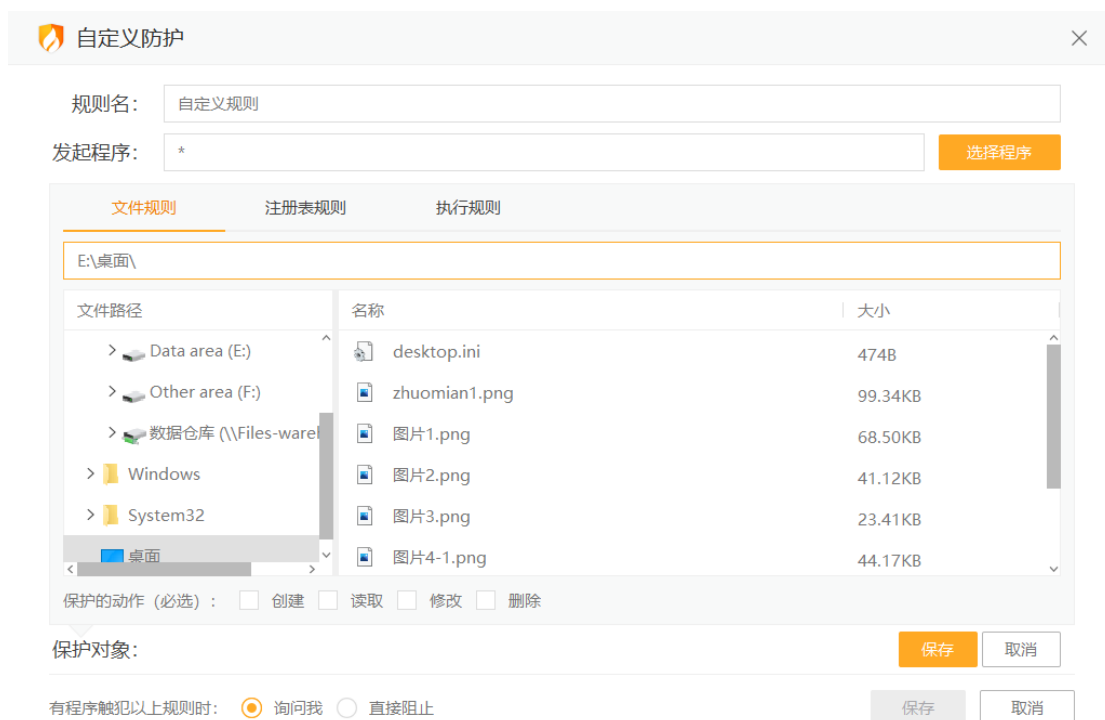 自定义防护
规则名：
自定义规则
发起程序：
*
选择程序
文件规则 注册表规则 执行规则
E:\桌面\
文件路径 名称 大小
Data area (E:) desktop.ini 474B
Other area (F:) zhuomian1.png 99.34KB
数据仓库 (\\Files-wareh 图片1.png 68.50KB
Windows 图片2.png 41.12KB
System32 图片3.png 23.41KB
桌面 图片4-1.png 44.17KB
保护的动作（必选）： 创建 读取 修改 删除
保护对象： 保存 取消
有程序触犯以上规则时： 询问我 直接阻止 保存 取消